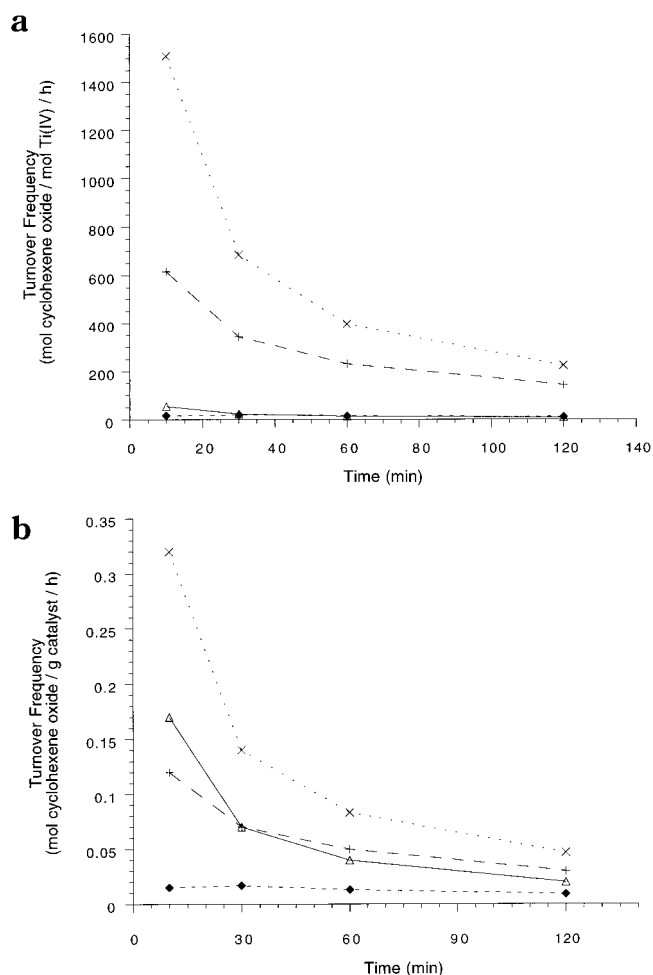 a
1600
1400
1200
1000
800
600
400
200
0
Turnover Frequency
(mol cyclohexene oxide / mol Ti(IV) / h)
0 20 40 60 80 100 120 140
Time (min)
b
0.35
0.3
0.25
0.2
0.15
0.1
0.05
0
Turnover Frequency
(mol cyclohexene oxide / g catalyst / h)
0 30 60 90 120
Time (min)